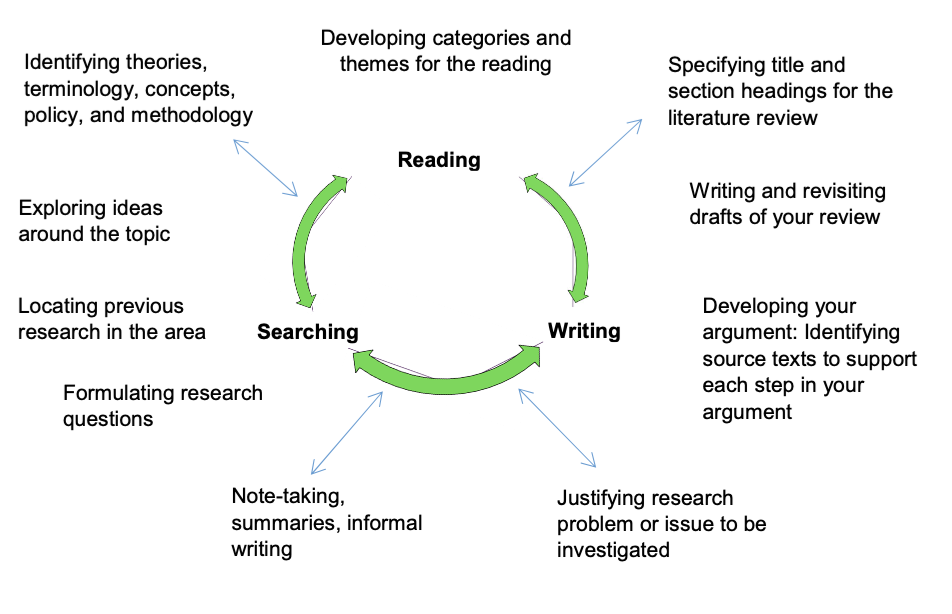 Developing categories and
themes for the reading
Identifying theories,
terminology, concepts,
policy, and methodology
Specifying title and
section headings for the
literature review
Reading
Exploring ideas
around the topic
Writing and revisiting
drafts of your review
Locating previous
research in the area
Searching
Writing
Developing your
argument: Identifying
source texts to support
each step in your
argument
Formulating research
questions
Note-taking,
summaries, informal
writing
Justifying research
problem or issue to be
investigated